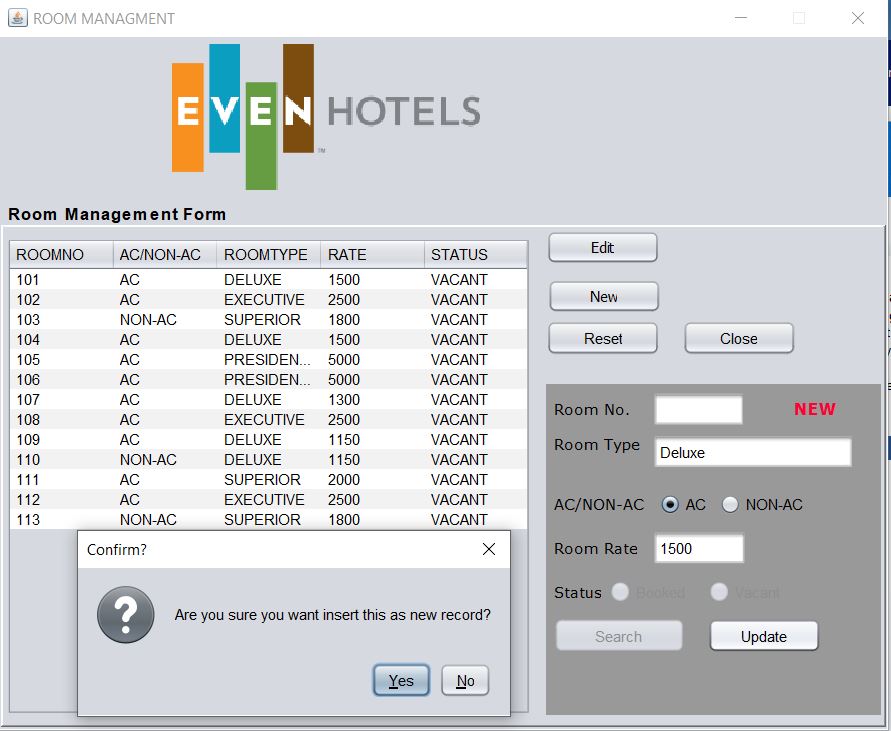 ROOM MANAGMENT
EVEN HOTELS™
Room Management Form
ROOMNO AC/NON-AC ROOMTYPE RATE STATUS
101 AC DELUXE 1500 VACANT
102 AC EXECUTIVE 2500 VACANT
103 NON-AC SUPERIOR 1800 VACANT
104 AC DELUXE 1500 VACANT
105 AC PRESIDEN... 5000 VACANT
106 AC PRESIDEN... 5000 VACANT
107 AC DELUXE 1300 VACANT
108 AC EXECUTIVE 2500 VACANT
109 AC DELUXE 1150 VACANT
110 NON-AC DELUXE 1150 VACANT
111 AC SUPERIOR 2000 VACANT
112 AC EXECUTIVE 2500 VACANT
113 NON-AC SUPERIOR 1800 VACANT
Edit
New
Reset Close
Room No. NEW
Room Type Deluxe
AC/NON-AC AC NON-AC
Room Rate 1500
Status Booked Vacant
Search Update
Confirm?
Are you sure you want insert this as new record?
Yes No